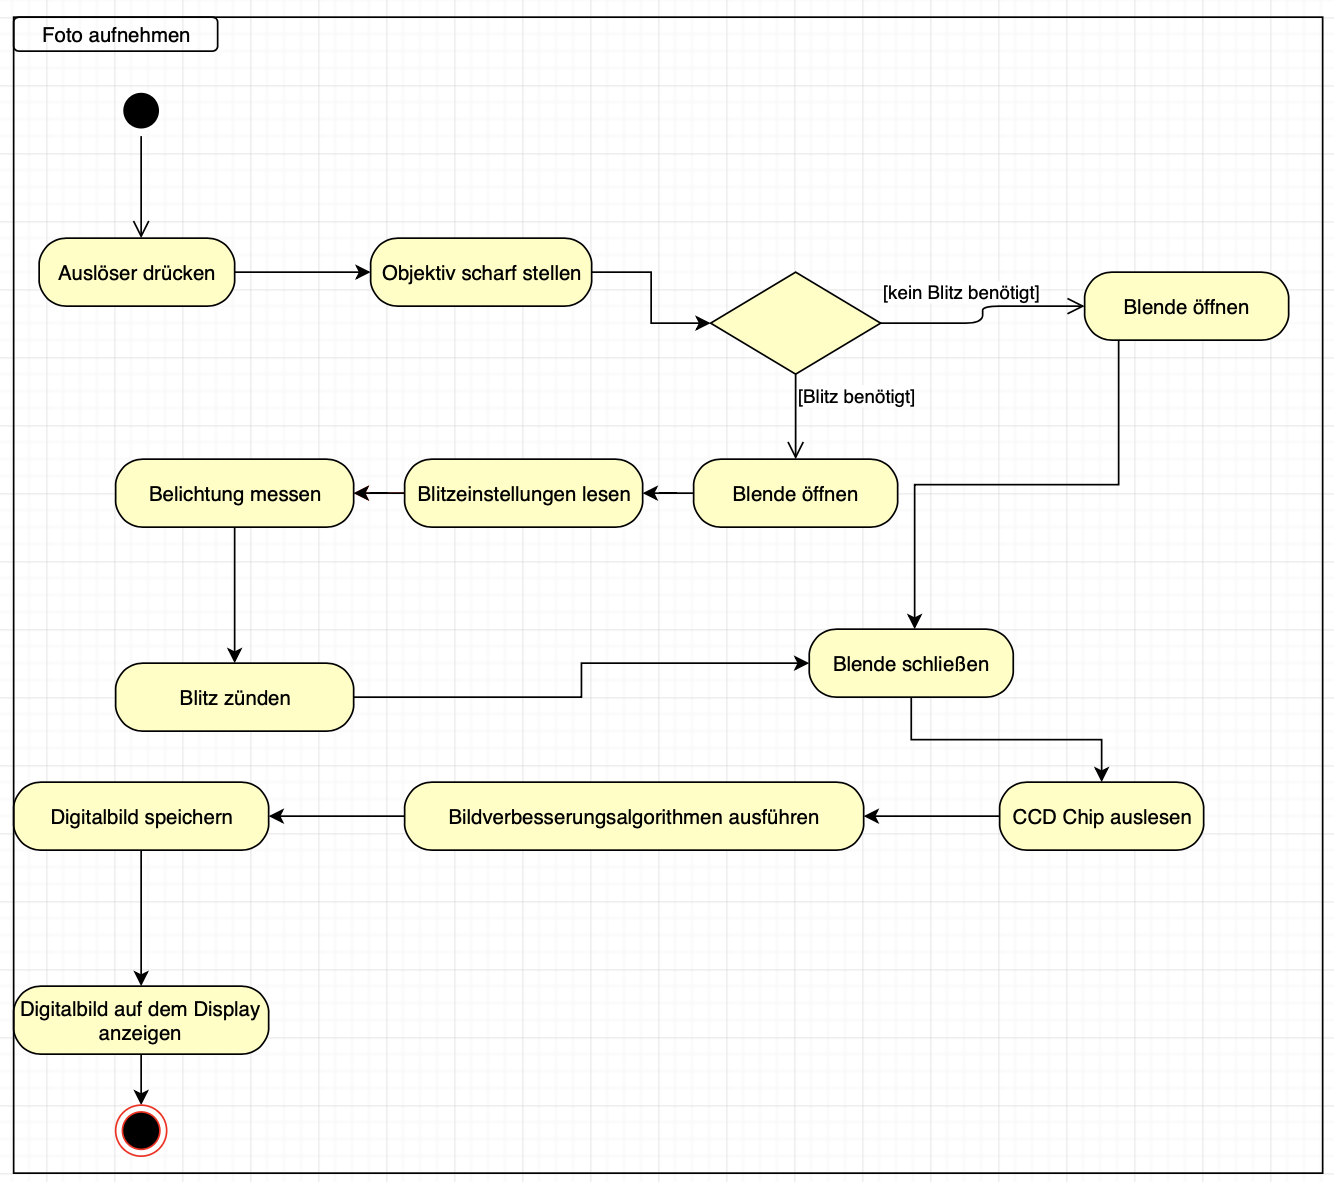 Foto aufnehmen
Auslöser drücken
Objektiv scharf stellen
[kein Blitz benötigt]
Blende öffnen
[Blitz benötigt]
Belichtung messen
Blitzeinstellungen lesen
Blende öffnen
Blende schließen
Blitz zünden
Digitalbild speichern
Bildverbesserungsalgorithmen ausführen
CCD Chip auslesen
Digitalbild auf dem Display
anzeigen